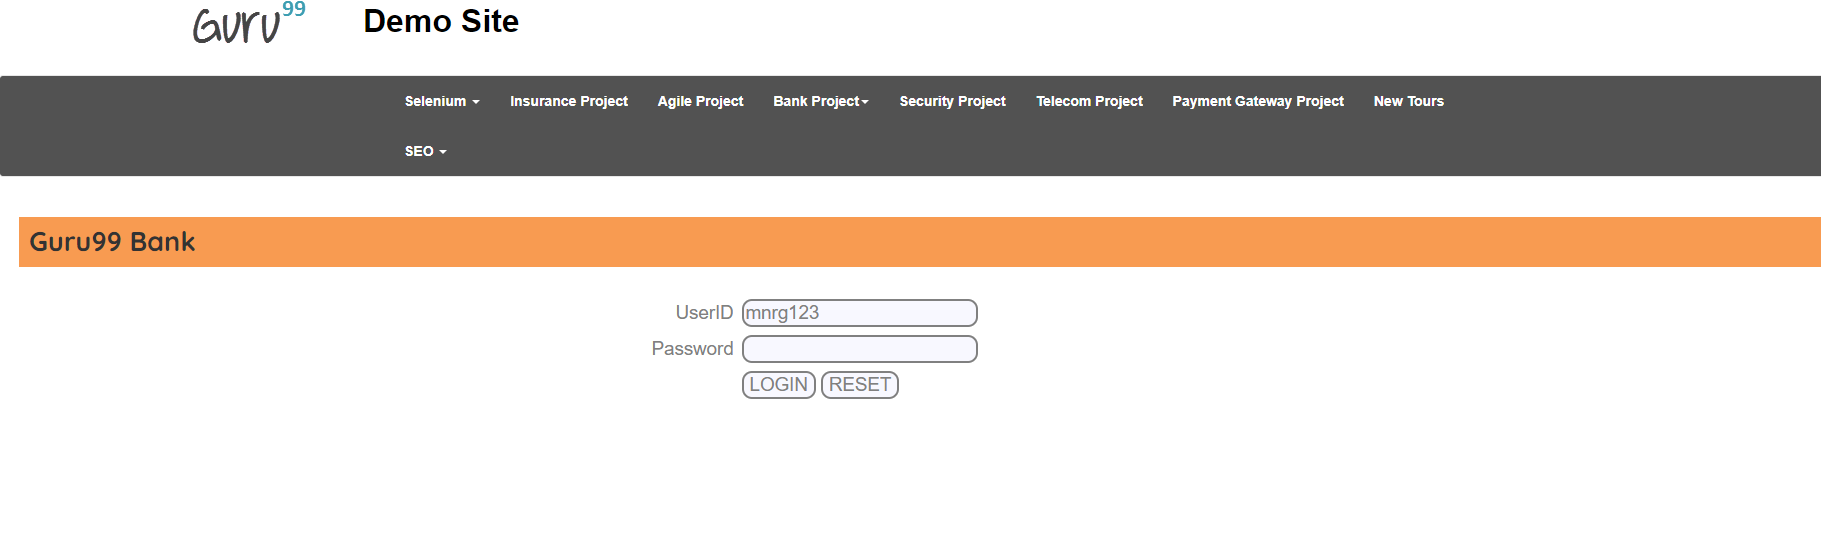 Guru99 Demo Site
Selenium Insurance Project Agile Project Bank Project Security Project Telecom Project Payment Gateway Project New Tours
SEO
Guru99 Bank
UserID mnrg123
Password
LOGIN RESET